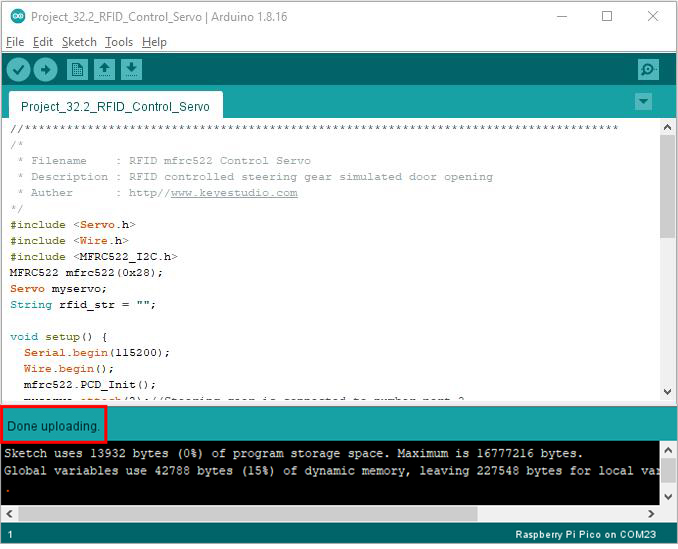 Project_32.2_RFID_Control_Servo | Arduino 1.8.16
File Edit Sketch Tools Help
Project_32.2_RFID_Control_Servo
//*************************************************************************************
/*
* Filename : RFID mfrc522 Control Servo
* Description : RFID controlled steering gear simulated door opening
* Auther : http//www.keyestudio.com
*/
#include <Servo.h>
#include <Wire.h>
#include <MFRC522_I2C.h>
MFRC522 mfrc522(0x28);
Servo myservo;
String rfid_str = "";
void setup() {
Serial.begin(115200);
Wire.begin();
mfrc522.PCD_Init();
Done uploading.
Sketch uses 13932 bytes (0%) of program storage space. Maximum is 16777216 bytes.
Global variables use 42788 bytes (15%) of dynamic memory, leaving 227548 bytes for local var
.
1
Raspberry Pi Pico on COM23